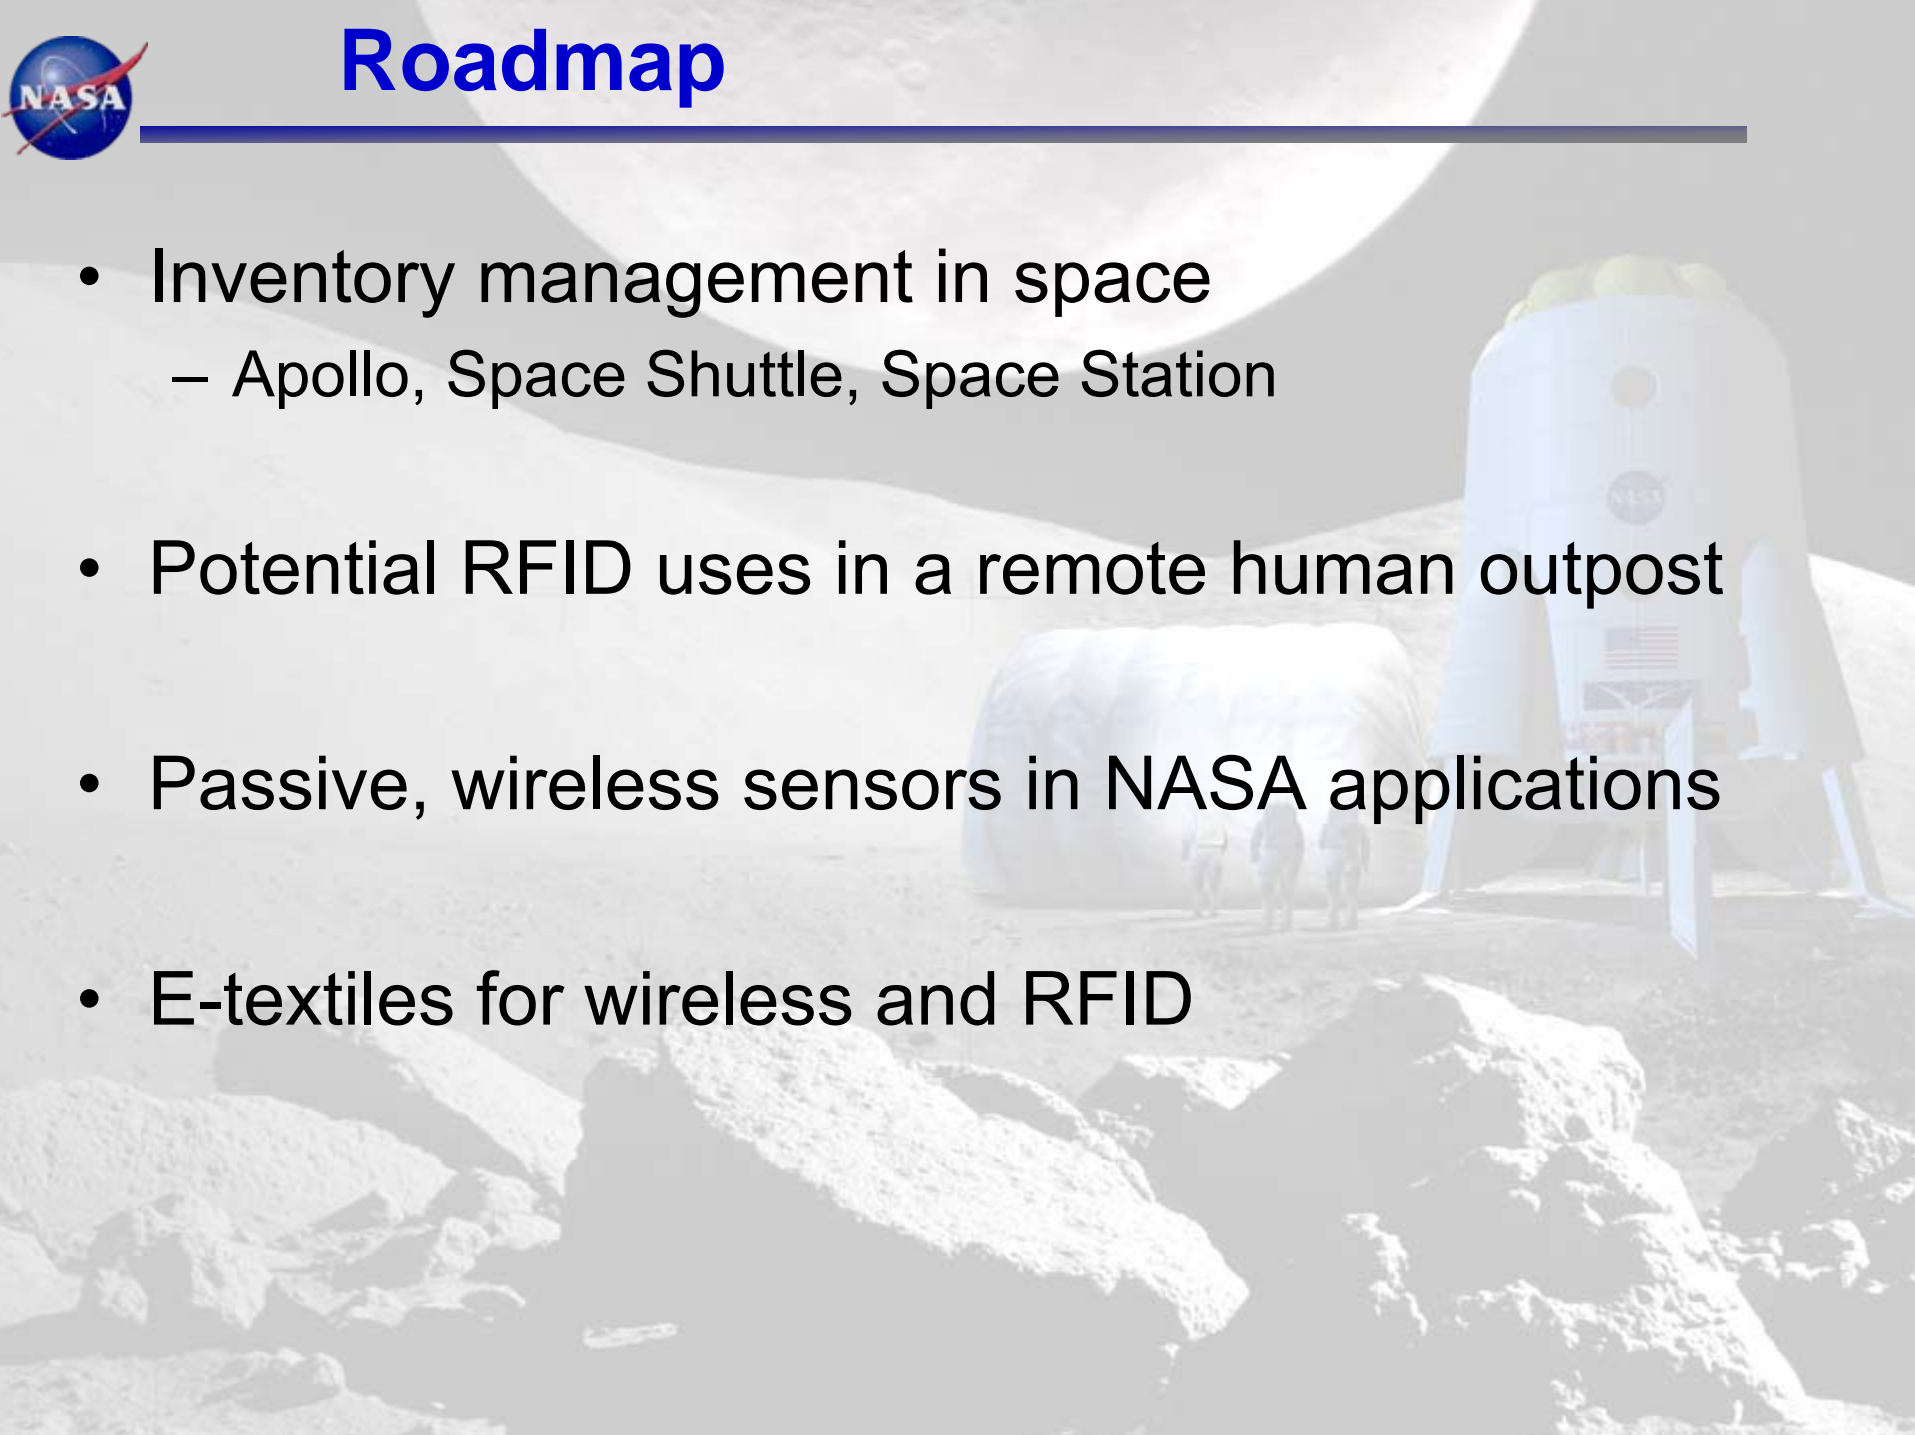 NASA
Roadmap
• Inventory management in space
– Apollo, Space Shuttle, Space Station
• Potential RFID uses in a remote human outpost
NASA
• Passive, wireless sensors in NASA applications
• E-textiles for wireless and RFID